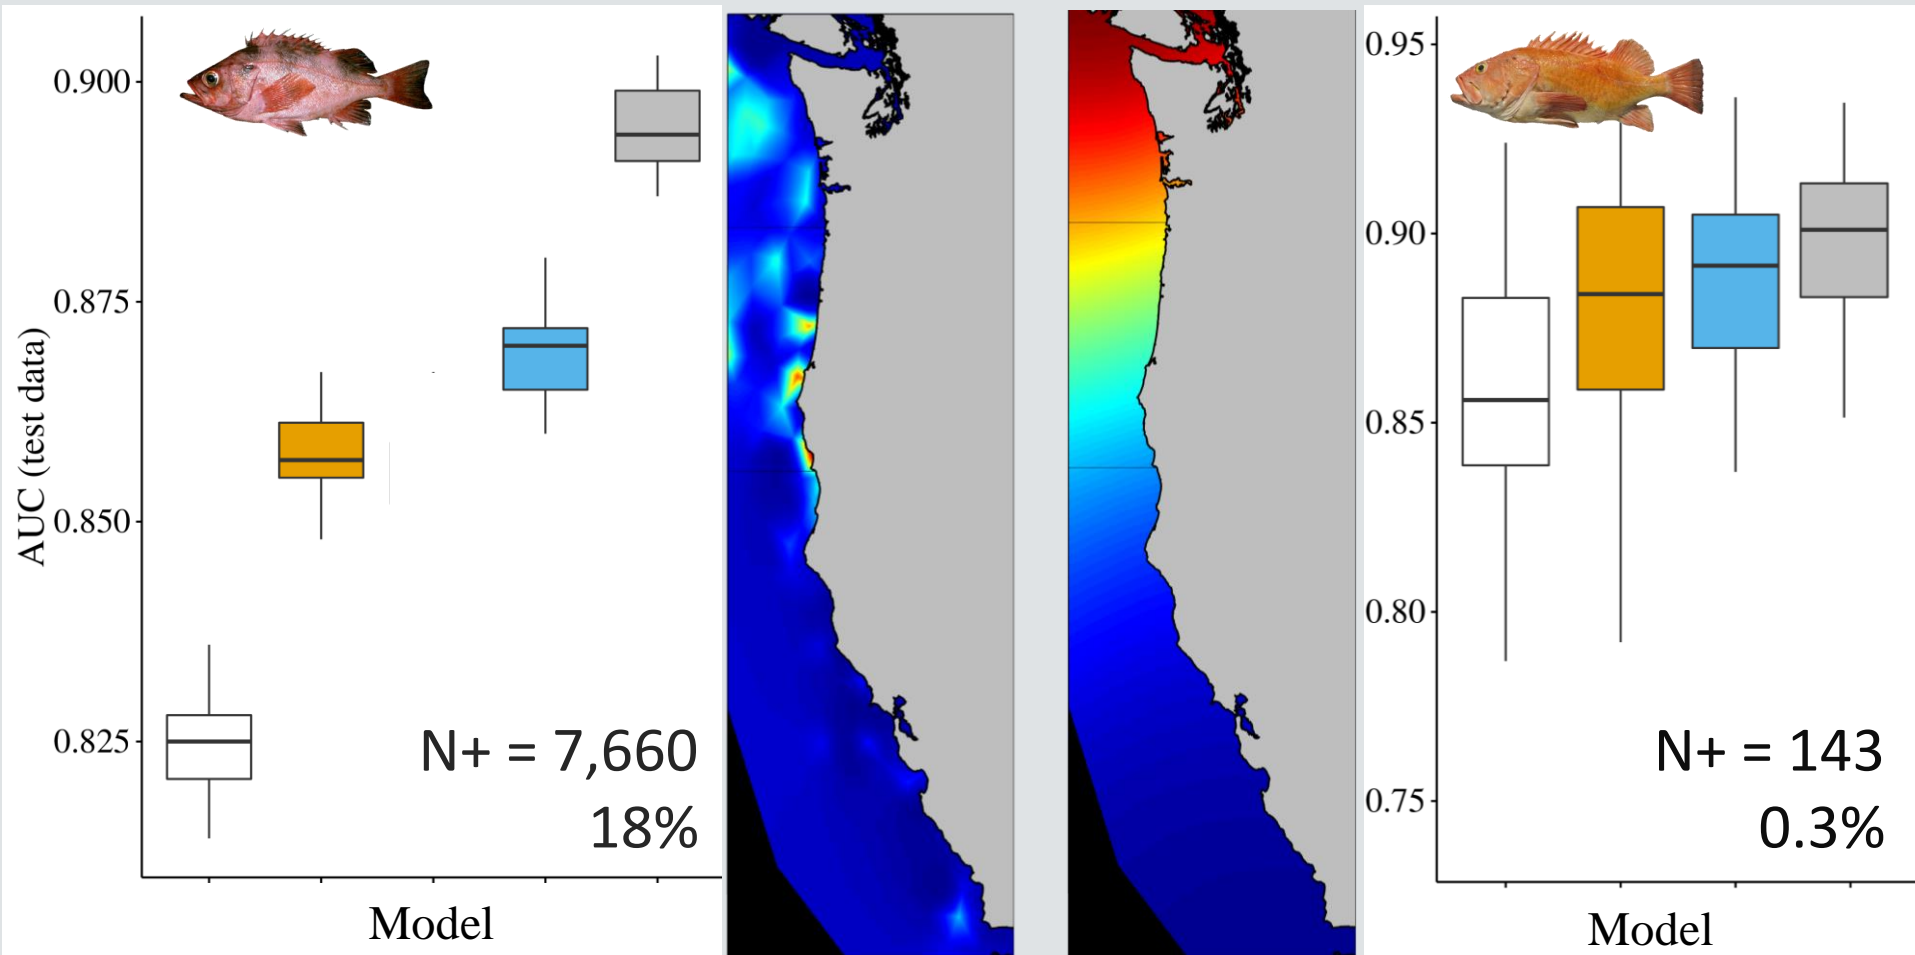 0.900
0.875
0.850
0.825
AUC (test data)
N+ = 7,660
18%
Model
0.95
0.90
0.85
0.80
0.75
N+ = 143
0.3%
Model